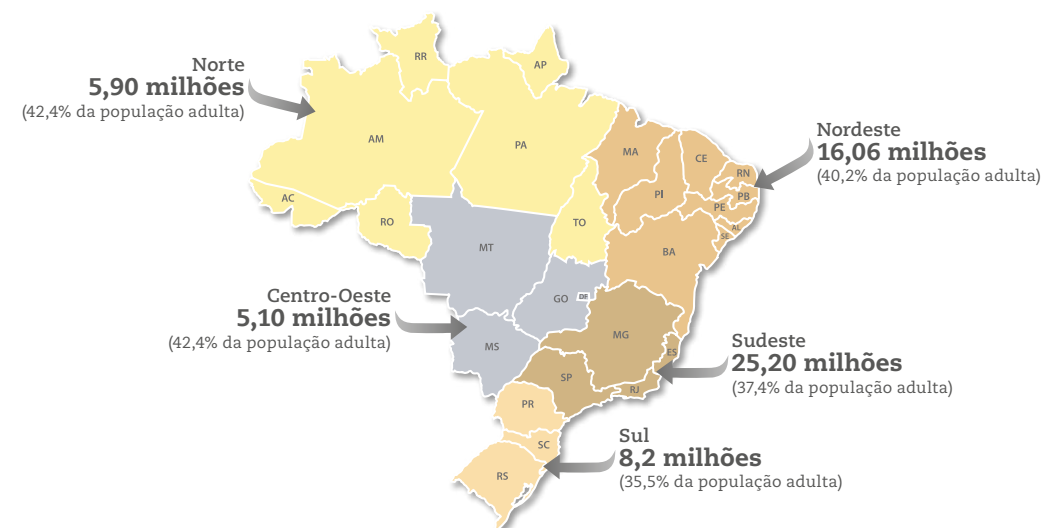 Norte
5,90 milhões
(42,4% da população adulta)
Nordeste
16,06 milhões
(40,2% da população adulta)
Centro-Oeste
5,10 milhões
(42,4% da população adulta)
Sudeste
25,20 milhões
(37,4% da população adulta)
Sul
8,2 milhões
(35,5% da população adulta)
RR
AP
AM
PA
MA
CE
RN
PB
PI
PE
AL
SE
AC
RO
TO
BA
MT
GO
DF
MG
ES
MS
SP
RJ
PR
SC
RS